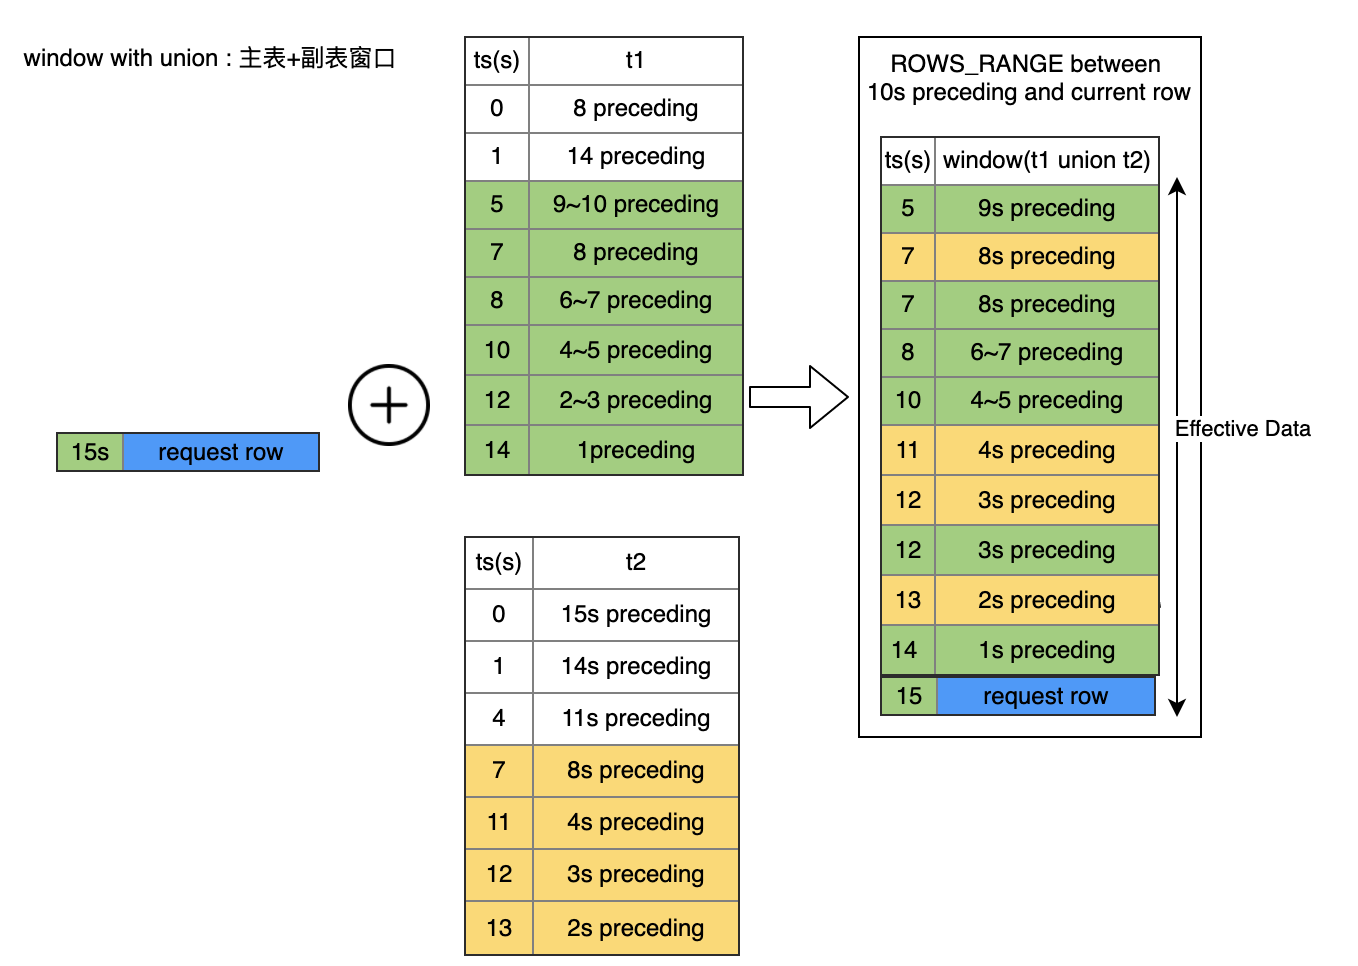 window with union : 主表+副表窗口
15s request row
ts(s) t1
0 8 preceding
1 14 preceding
5 9~10 preceding
7 8 preceding
8 6~7 preceding
10 4~5 preceding
12 2~3 preceding
14 1preceding
ts(s) t2
0 15s preceding
1 14s preceding
4 11s preceding
7 8s preceding
11 4s preceding
12 3s preceding
13 2s preceding
ROWS_RANGE between
10s preceding and current row
ts(s) window(t1 union t2)
5 9s preceding
7 8s preceding
7 8s preceding
8 6~7 preceding
10 4~5 preceding
11 4s preceding
12 3s preceding
12 3s preceding
13 2s preceding
14 1s preceding
15 request row
Effective Data